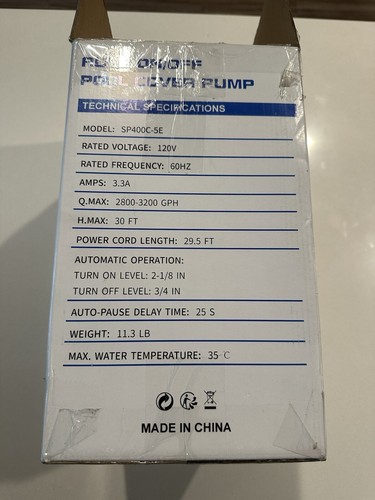 ON/OFF
POOL COVER PUMP
TECHNICAL SPECIFICATIONS
MODEL: SP400C-5E
RATED VOLTAGE: 120V
RATED FREQUENCY: 60HZ
AMPS: 3.3A
Q.MAX: 2800-3200 GPH
H.MAX: 30 FT
POWER CORD LENGTH: 29.5 FT
AUTOMATIC OPERATION:
TURN ON LEVEL: 2-1/8 IN
TURN OFF LEVEL: 3/4 IN
AUTO-PAUSE DELAY TIME: 25 S
WEIGHT: 11.3 LB
MAX. WATER TEMPERATURE: 35°C
MADE IN CHINA